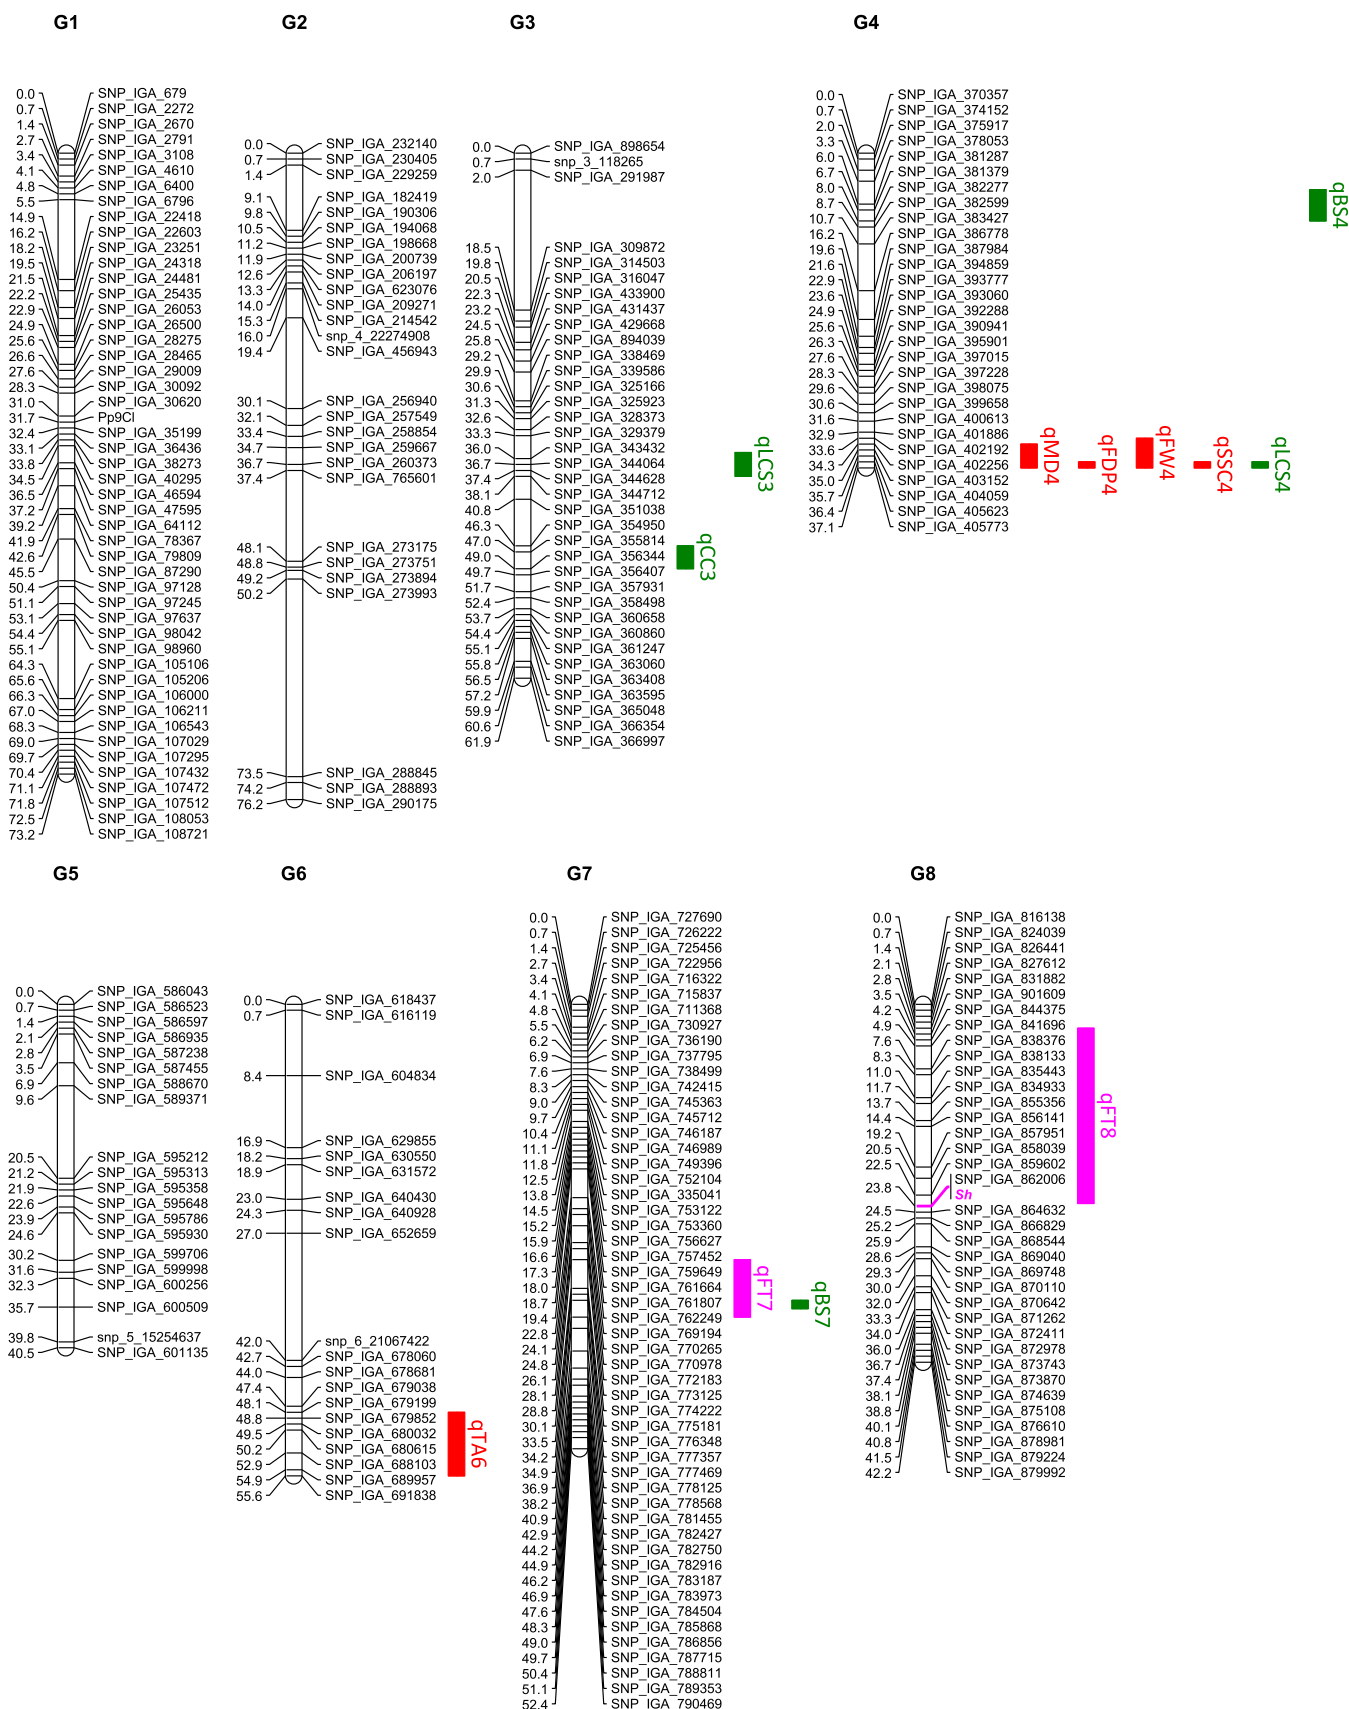 G1
0.0 SNP_IGA_679
0.7 SNP_IGA_2272
1.4 SNP_IGA_2670
2.7 SNP_IGA_2791
3.4 SNP_IGA_3108
4.1 SNP_IGA_4610
4.8 SNP_IGA_6400
5.5 SNP_IGA_6796
14.9 SNP_IGA_22418
16.2 SNP_IGA_22603
18.2 SNP_IGA_23251
19.5 SNP_IGA_24318
21.5 SNP_IGA_24481
22.2 SNP_IGA_25435
22.9 SNP_IGA_26053
24.9 SNP_IGA_26500
25.6 SNP_IGA_28275
26.6 SNP_IGA_28465
27.6 SNP_IGA_29009
28.3 SNP_IGA_30092
31.0 SNP_IGA_30620
31.7 Pp9Cl
32.4 SNP_IGA_35199
33.1 SNP_IGA_36436
33.8 SNP_IGA_38273
34.5 SNP_IGA_40295
36.5 SNP_IGA_46594
37.2 SNP_IGA_47595
39.2 SNP_IGA_64112
41.9 SNP_IGA_78367
42.6 SNP_IGA_79809
45.5 SNP_IGA_87290
50.4 SNP_IGA_97128
51.1 SNP_IGA_97245
53.1 SNP_IGA_97637
54.4 SNP_IGA_98042
55.1 SNP_IGA_98960
64.3 SNP_IGA_105106
65.6 SNP_IGA_105206
66.3 SNP_IGA_106000
67.0 SNP_IGA_106211
68.3 SNP_IGA_106543
69.0 SNP_IGA_107029
69.7 SNP_IGA_107295
70.4 SNP_IGA_107432
71.1 SNP_IGA_107472
71.8 SNP_IGA_107512
72.5 SNP_IGA_108053
73.2 SNP_IGA_108721
G2
0.0 SNP_IGA_232140
0.7 SNP_IGA_230405
1.4 SNP_IGA_229259
9.1 SNP_IGA_182419
9.8 SNP_IGA_190306
10.5 SNP_IGA_194068
11.2 SNP_IGA_198668
11.9 SNP_IGA_200739
12.6 SNP_IGA_206197
13.3 SNP_IGA_623076
14.0 SNP_IGA_209271
15.3 SNP_IGA_214542
16.0 snp_4_22274908
19.4 SNP_IGA_456943
30.1 SNP_IGA_256940
32.1 SNP_IGA_257549
33.4 SNP_IGA_258854
34.7 SNP_IGA_259667
36.7 SNP_IGA_260373
37.4 SNP_IGA_765601
48.1 SNP_IGA_273175
48.8 SNP_IGA_273751
49.2 SNP_IGA_273894
50.2 SNP_IGA_273993
73.5 SNP_IGA_288845
74.2 SNP_IGA_288893
76.2 SNP_IGA_290175
G3
0.0 SNP_IGA_898654
0.7 snp_3_118265
2.0 SNP_IGA_291987
18.5 SNP_IGA_309872
19.8 SNP_IGA_314503
20.5 SNP_IGA_316047
22.3 SNP_IGA_433900
23.2 SNP_IGA_431437
24.5 SNP_IGA_429668
25.8 SNP_IGA_894039
29.2 SNP_IGA_338469
29.9 SNP_IGA_339586
30.6 SNP_IGA_325166
31.3 SNP_IGA_325923
32.6 SNP_IGA_328373
33.3 SNP_IGA_329379
36.0 SNP_IGA_343432
36.7 SNP_IGA_344064
37.4 SNP_IGA_344628
38.1 SNP_IGA_344712
40.8 SNP_IGA_351038
46.3 SNP_IGA_354950
47.0 SNP_IGA_355814
49.0 SNP_IGA_356344
49.7 SNP_IGA_356407
51.7 SNP_IGA_357931
52.4 SNP_IGA_358498
53.7 SNP_IGA_360658
54.4 SNP_IGA_360860
55.1 SNP_IGA_361247
55.8 SNP_IGA_363060
56.5 SNP_IGA_363408
57.2 SNP_IGA_363595
59.9 SNP_IGA_365048
60.6 SNP_IGA_366354
61.9 SNP_IGA_366997
qLCS3
qCC3
G4
0.0 SNP_IGA_370357
0.7 SNP_IGA_374152
2.0 SNP_IGA_375917
3.3 SNP_IGA_378053
6.0 SNP_IGA_381287
6.7 SNP_IGA_381379
8.0 SNP_IGA_382277
8.7 SNP_IGA_382599
10.7 SNP_IGA_383427
16.2 SNP_IGA_386778
19.6 SNP_IGA_387984
21.6 SNP_IGA_394859
22.9 SNP_IGA_393777
23.6 SNP_IGA_393060
24.9 SNP_IGA_392288
25.6 SNP_IGA_390941
26.3 SNP_IGA_395901
27.6 SNP_IGA_397015
28.3 SNP_IGA_397228
29.6 SNP_IGA_398075
30.6 SNP_IGA_399658
31.6 SNP_IGA_400613
32.9 SNP_IGA_401886
33.6 SNP_IGA_402192
34.3 SNP_IGA_402256
35.0 SNP_IGA_403152
35.7 SNP_IGA_404059
36.4 SNP_IGA_405623
37.1 SNP_IGA_405773
qMD4
qFDP4
qFW4
qSSC4
qLCS4
qBS4
G5
0.0 SNP_IGA_586043
0.7 SNP_IGA_586523
1.4 SNP_IGA_586597
2.1 SNP_IGA_586935
2.8 SNP_IGA_587238
3.5 SNP_IGA_587455
6.9 SNP_IGA_588670
9.6 SNP_IGA_589371
20.5 SNP_IGA_595212
21.2 SNP_IGA_595313
21.9 SNP_IGA_595358
22.6 SNP_IGA_595648
23.9 SNP_IGA_595786
24.6 SNP_IGA_595930
30.2 SNP_IGA_599706
31.6 SNP_IGA_599998
32.3 SNP_IGA_600256
35.7 SNP_IGA_600509
39.8 snp_5_15254637
40.5 SNP_IGA_601135
G6
0.0 SNP_IGA_618437
0.7 SNP_IGA_616119
8.4 SNP_IGA_604834
16.9 SNP_IGA_629855
18.2 SNP_IGA_630550
18.9 SNP_IGA_631572
23.0 SNP_IGA_640430
24.3 SNP_IGA_640928
27.0 SNP_IGA_652659
42.0 snp_6_21067422
42.7 SNP_IGA_678060
44.0 SNP_IGA_678681
47.4 SNP_IGA_679038
48.1 SNP_IGA_679199
48.8 SNP_IGA_679852
49.5 SNP_IGA_680032
50.2 SNP_IGA_680615
52.9 SNP_IGA_688103
54.9 SNP_IGA_689957
55.6 SNP_IGA_691838
qTA6
G7
0.0 SNP_IGA_727690
0.7 SNP_IGA_726222
1.4 SNP_IGA_725456
2.7 SNP_IGA_722956
3.4 SNP_IGA_716322
4.1 SNP_IGA_715837
4.8 SNP_IGA_711368
5.5 SNP_IGA_730927
6.2 SNP_IGA_736190
6.9 SNP_IGA_737795
7.6 SNP_IGA_738499
8.3 SNP_IGA_742415
9.0 SNP_IGA_745363
9.7 SNP_IGA_745712
10.4 SNP_IGA_746187
11.1 SNP_IGA_746989
11.8 SNP_IGA_749396
12.5 SNP_IGA_752104
13.8 SNP_IGA_335041
14.5 SNP_IGA_753122
15.2 SNP_IGA_753360
15.9 SNP_IGA_756627
16.6 SNP_IGA_757452
17.3 SNP_IGA_759649
18.0 SNP_IGA_761664
18.7 SNP_IGA_761807
19.4 SNP_IGA_762249
22.8 SNP_IGA_769194
24.1 SNP_IGA_770265
24.8 SNP_IGA_770978
26.1 SNP_IGA_772183
28.1 SNP_IGA_773125
28.8 SNP_IGA_774222
30.1 SNP_IGA_775181
33.5 SNP_IGA_776348
34.2 SNP_IGA_777357
34.9 SNP_IGA_777469
36.9 SNP_IGA_778125
38.2 SNP_IGA_778568
40.9 SNP_IGA_781455
42.9 SNP_IGA_782427
44.2 SNP_IGA_782750
44.9 SNP_IGA_782916
46.2 SNP_IGA_783187
46.9 SNP_IGA_783973
47.6 SNP_IGA_784504
48.3 SNP_IGA_785868
49.0 SNP_IGA_786856
49.7 SNP_IGA_787715
50.4 SNP_IGA_788811
51.1 SNP_IGA_789353
52.4 SNP_IGA_790469
qFT7
qBS7
G8
0.0 SNP_IGA_816138
0.7 SNP_IGA_824039
1.4 SNP_IGA_826441
2.1 SNP_IGA_827612
2.8 SNP_IGA_831882
3.5 SNP_IGA_901609
4.2 SNP_IGA_844375
4.9 SNP_IGA_841696
7.6 SNP_IGA_838376
8.3 SNP_IGA_838133
11.0 SNP_IGA_835443
11.7 SNP_IGA_834933
13.7 SNP_IGA_855356
14.4 SNP_IGA_856141
19.2 SNP_IGA_857951
20.5 SNP_IGA_858039
22.5 SNP_IGA_859602
23.8 SNP_IGA_862006
Sh
24.5 SNP_IGA_864632
25.2 SNP_IGA_866829
25.9 SNP_IGA_868544
28.6 SNP_IGA_869040
29.3 SNP_IGA_869748
30.0 SNP_IGA_870110
32.0 SNP_IGA_870642
33.3 SNP_IGA_871262
34.0 SNP_IGA_872411
36.0 SNP_IGA_872978
36.7 SNP_IGA_873743
37.4 SNP_IGA_873870
38.1 SNP_IGA_874639
38.8 SNP_IGA_875108
40.1 SNP_IGA_876610
40.8 SNP_IGA_878981
41.5 SNP_IGA_879224
42.2 SNP_IGA_879992
qFT8